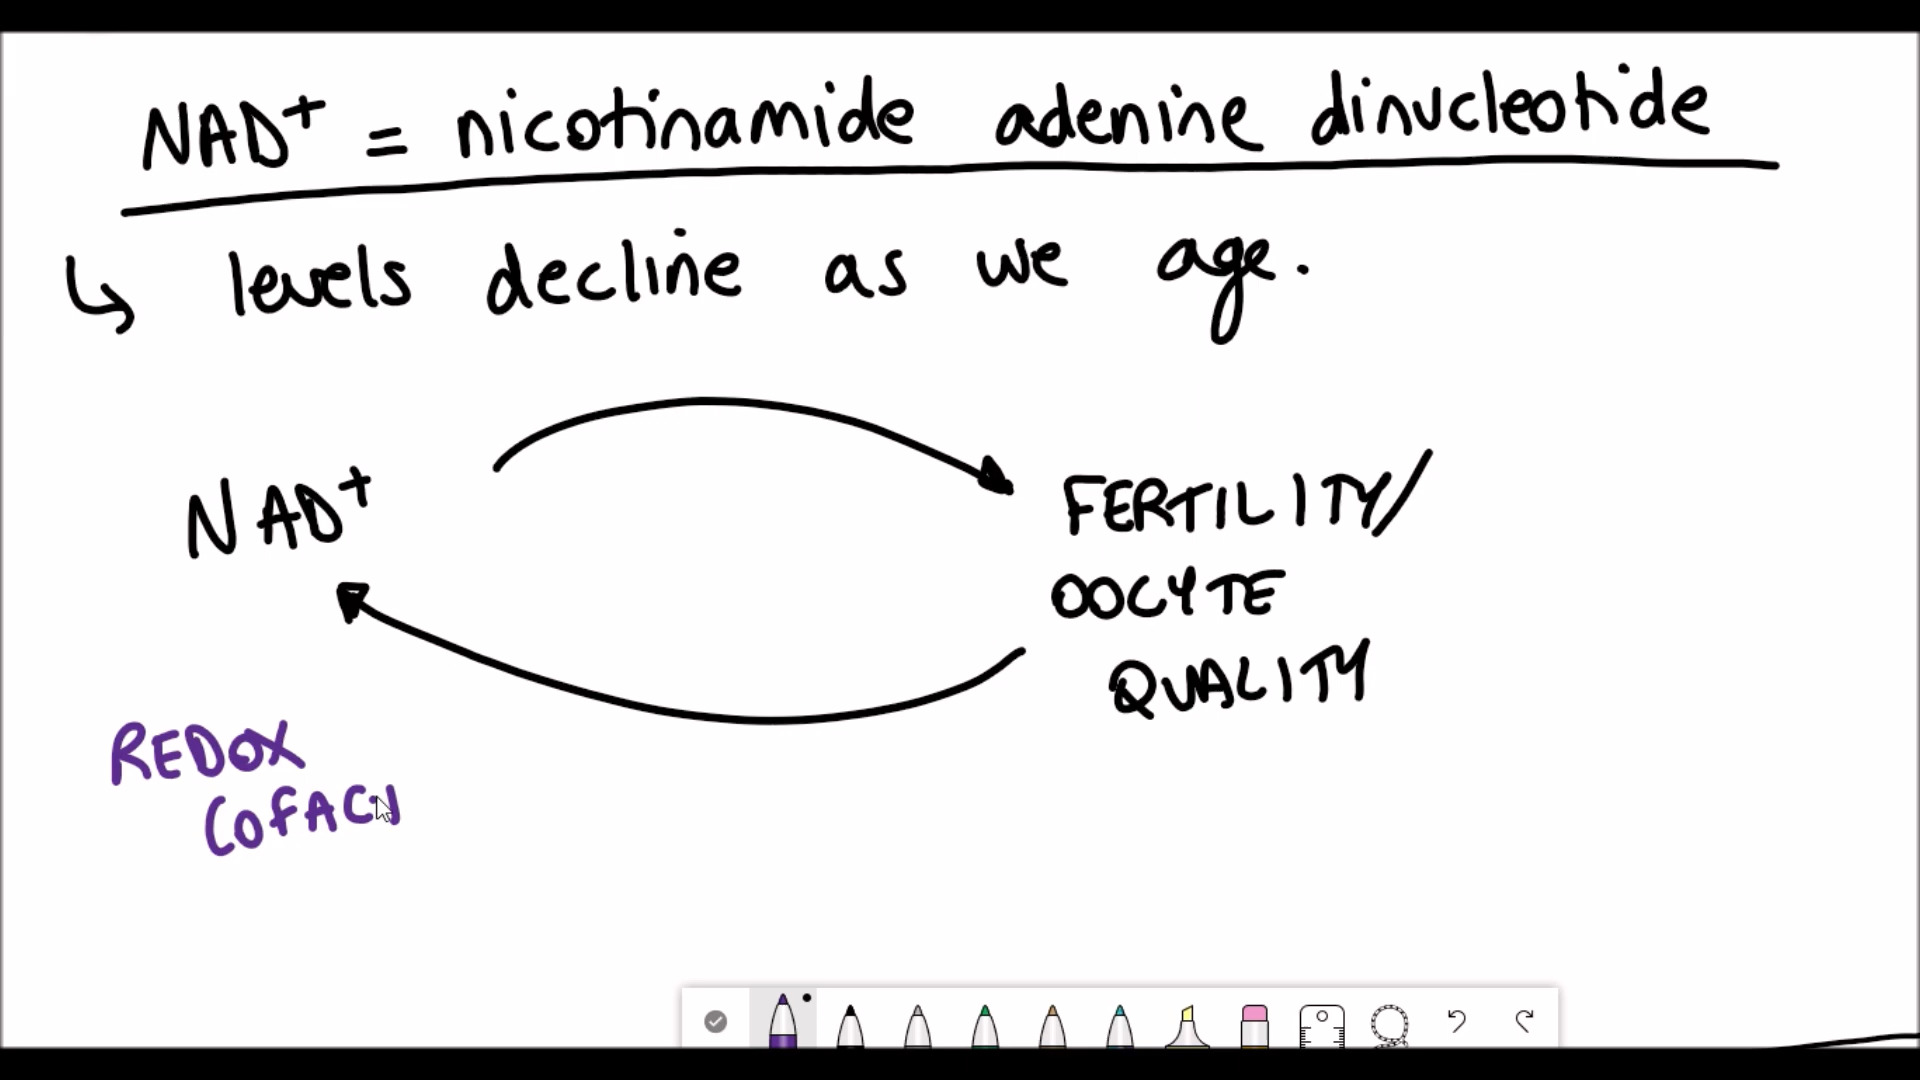 NAD+ = nicotinamide adenine dinucleotide
↳ levels decline as we age.
NAD+
FERTILITY/
OOCYTE
QUALITY
REDOX
COFAC